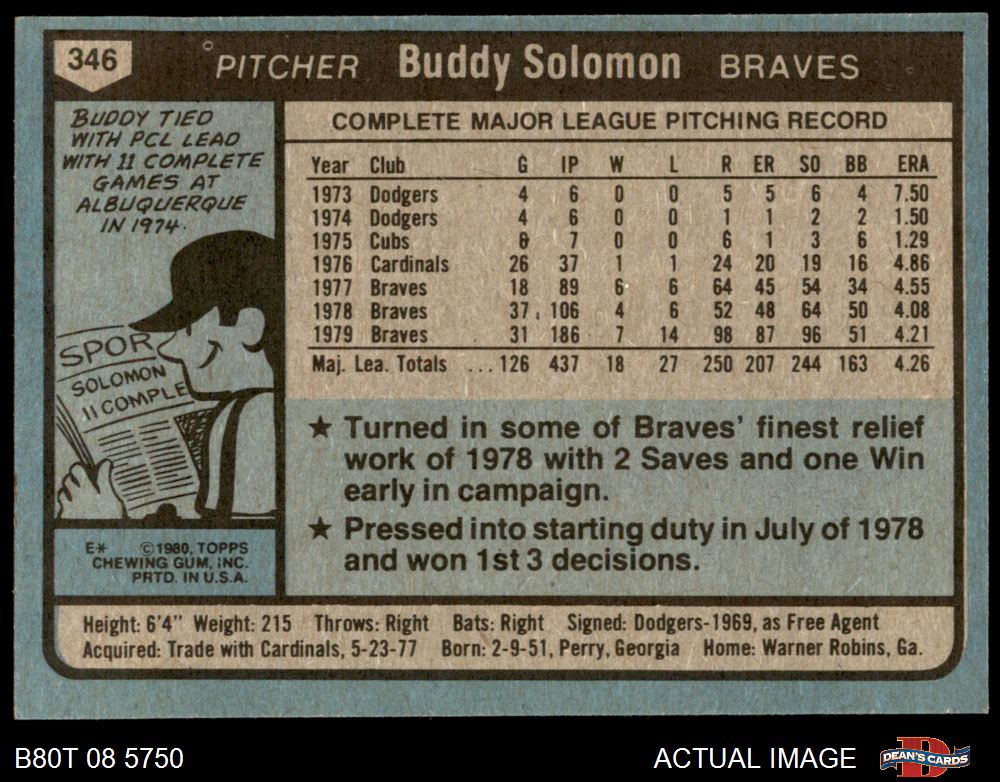 346
PITCHER Buddy Solomon BRAVES
BUDDY TIED
WITH PCL LEAD
WITH 11 COMPLETE
GAMES AT
ALBUQUERQUE
IN 1974.
SPOR
SOLOMON
11 COMPLE
E* ©1980, TOPPS
CHEWING GUM, INC.
PRTD. IN U.S.A.
COMPLETE MAJOR LEAGUE PITCHING RECORD
Year Club G IP W L R ER SO BB ERA
1973 Dodgers 4 6 0 0 5 5 6 4 7.50
1974 Dodgers 4 6 0 0 1 1 2 2 1.50
1975 Cubs 6 7 0 0 6 1 3 6 1.29
1976 Cardinals 26 37 1 1 24 20 19 16 4.86
1977 Braves 18 89 6 6 64 45 54 34 4.55
1978 Braves 37 106 4 6 52 48 64 50 4.08
1979 Braves 31 186 7 14 98 87 96 51 4.21
Maj. Lea. Totals ... 126 437 18 27 250 207 244 163 4.26
★ Turned in some of Braves' finest relief
work of 1978 with 2 Saves and one Win
early in campaign.
★ Pressed into starting duty in July of 1978
and won 1st 3 decisions.
Height: 6'4" Weight: 215 Throws: Right Bats: Right Signed: Dodgers-1969, as Free Agent
Acquired: Trade with Cardinals, 5-23-77 Born: 2-9-51, Perry, Georgia Home: Warner Robins, Ga.
B80T 08 5750 ACTUAL IMAGE DEAN'S CARDS